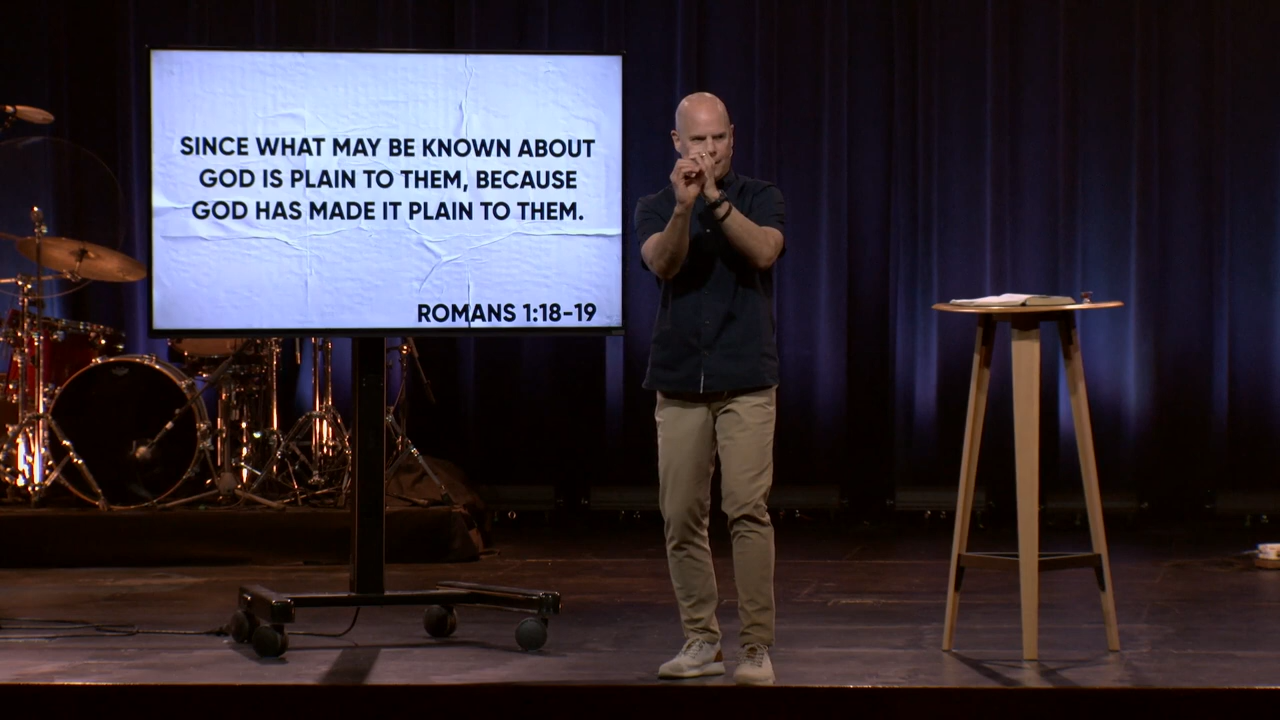 SINCE WHAT MAY BE KNOWN ABOUT
GOD IS PLAIN TO THEM, BECAUSE
GOD HAS MADE IT PLAIN TO THEM.
ROMANS 1:18-19